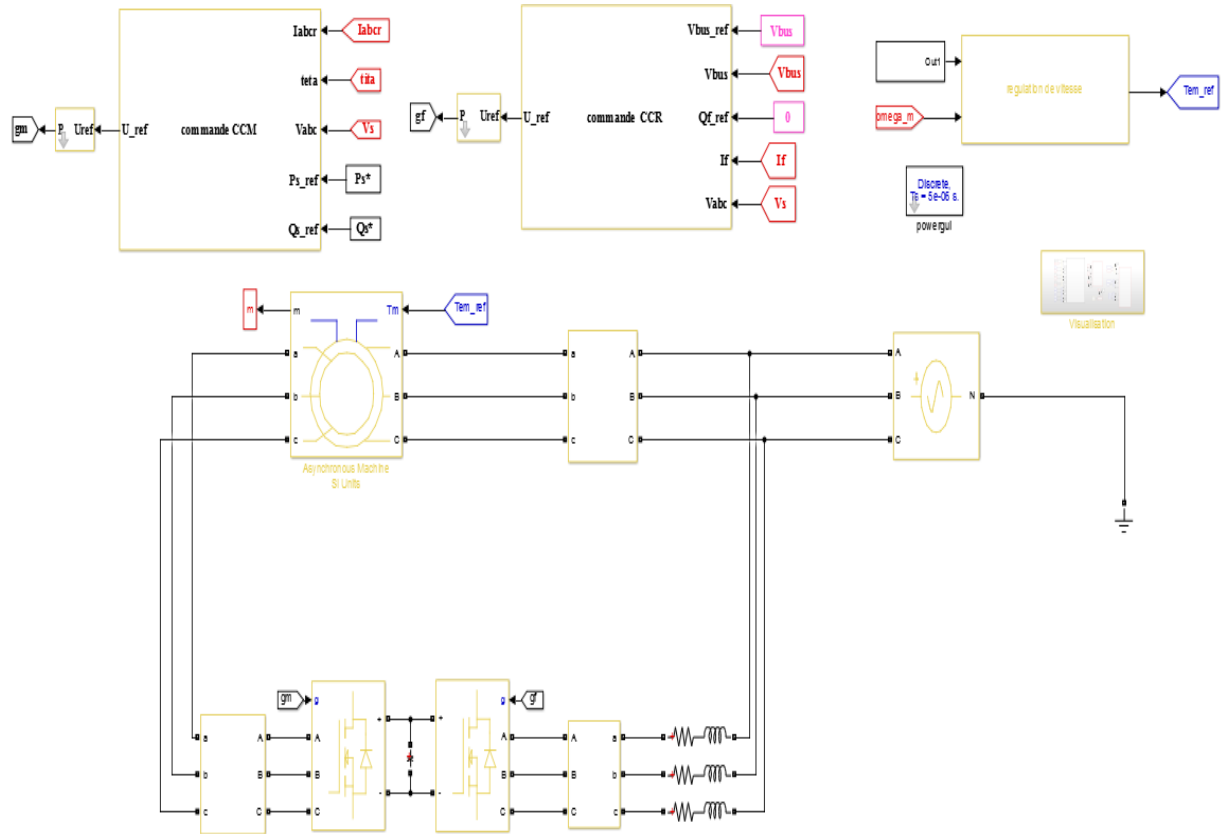 Iabcr
Iabcr
teta
tita
Vabc
Vs
Ps_ref
Ps*
Qs_ref
Qs*
commande CCM
U_ref
Uref
P
gm
Vbus_ref
Vbus
Vbus
Vbus
Qf_ref
0
If
If
Vabc
Vs
commande CCR
U_ref
Uref
P
gf
Out1
omega_m
regulation de vitesse
Tem_ref
Discrete,
Ts = 5e-06 s.
powergui
Visualisation
m
m
Tm
Tem_ref
a
b
c
A
B
C
Asynchronous Machine
SI Units
a
b
c
A
B
C
A
B
C
+
N
gm
g
gf
g
a
b
c
A
B
C
A
B
C
+
-
+
-
A
B
C
A
B
C
a
b
c